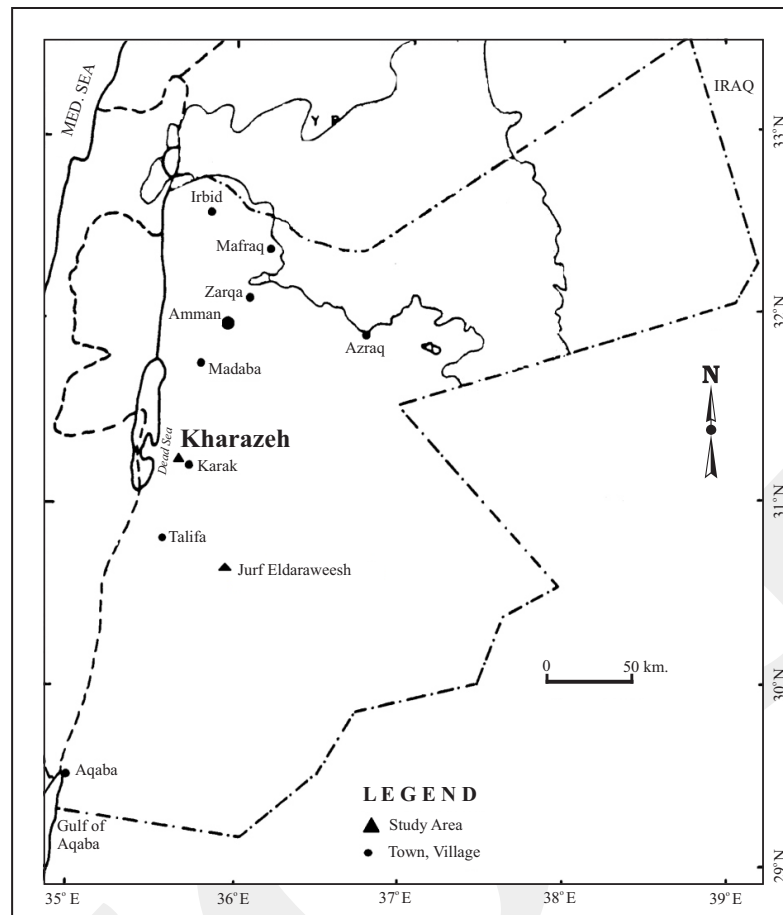 IRAQ
MED. SEA
Y R
33°N
Irbid
Mafraq
Zarqa
Amman
32°N
Azraq
Madaba
N
Dead Sea
Kharazeh
Karak
31°N
Talifa
Jurf Eldaraweesh
0 50 km.
30°N
Aqaba
LEGEND
Study Area
Gulf of
Aqaba
Town, Village
29°N
35°E 36°E 37°E 38°E 39°E